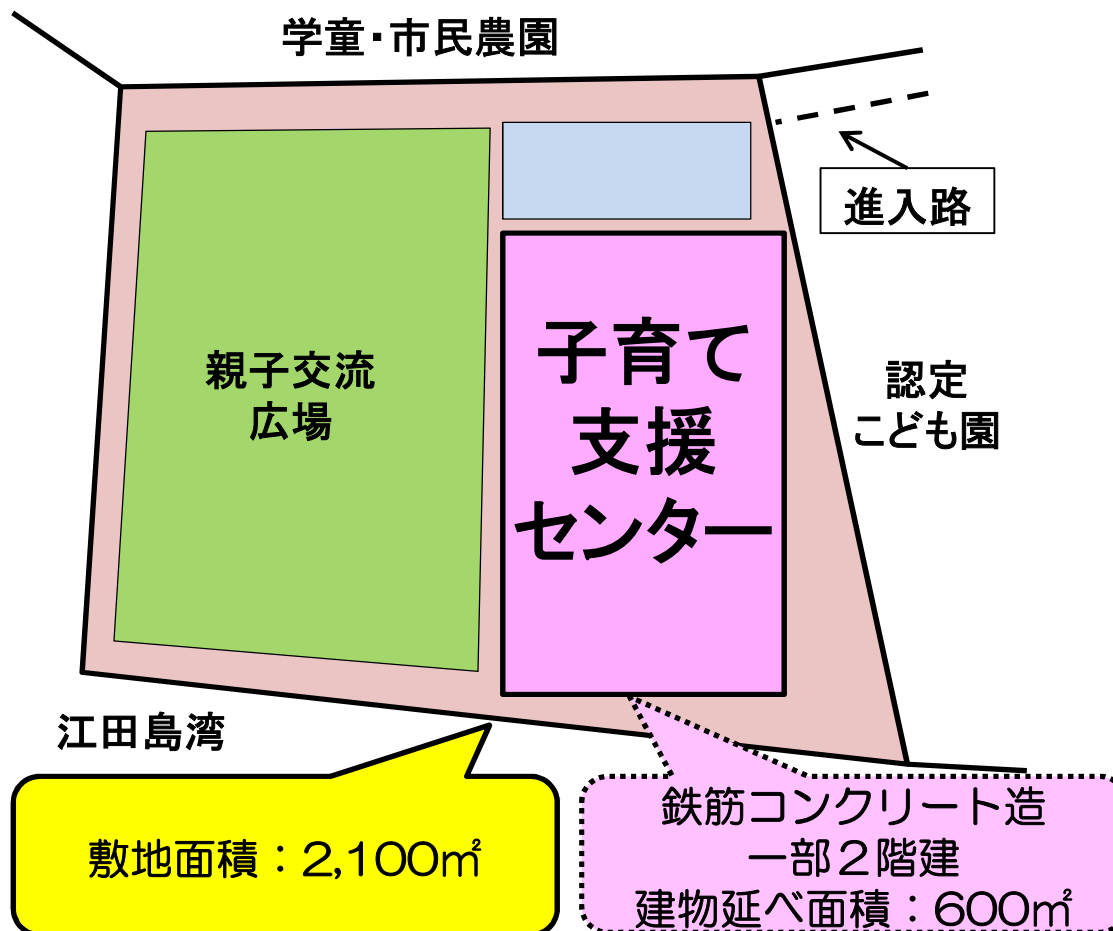 学童・市民農園
進入路
親子交流
広場
子育て
支援
センター
認定
こども園
江田島湾
敷地面積：2,100㎡
鉄筋コンクリート造
一部２階建
建物延べ面積：600㎡